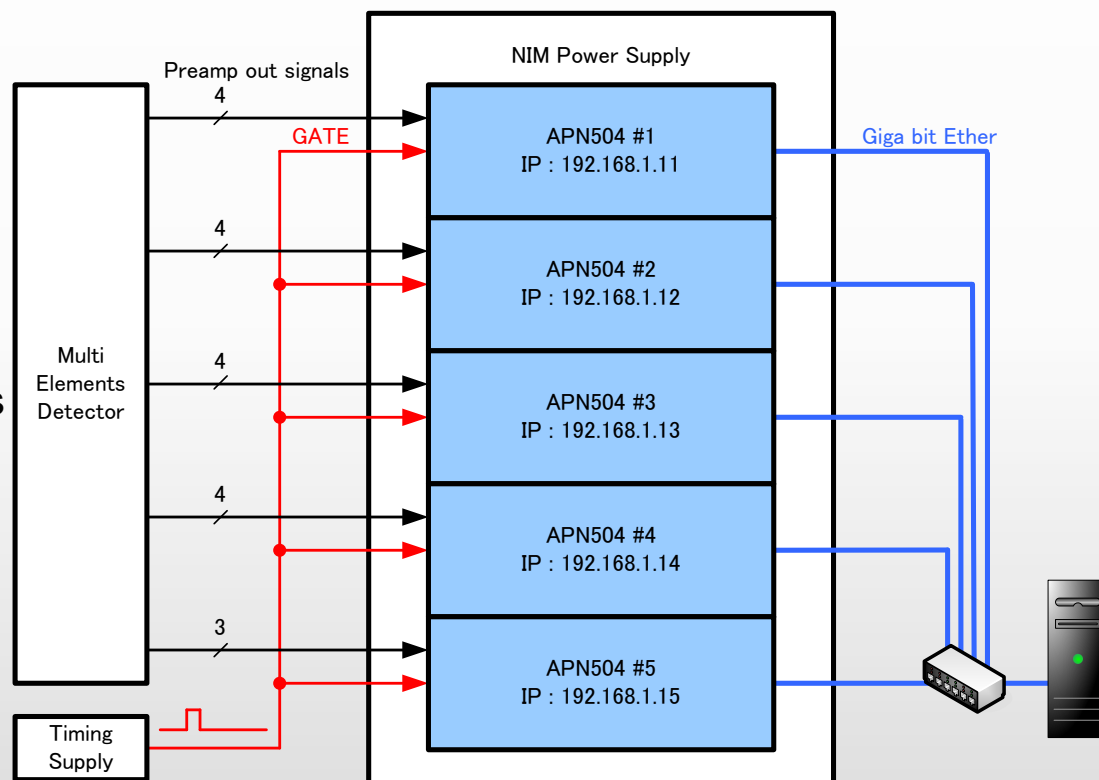 NIM Power Supply
Preamp out signals
4
GATE
APN504 #1
IP : 192.168.1.11
Giga bit Ether
4
APN504 #2
IP : 192.168.1.12
4
Multi
Elements
Detector
s
APN504 #3
IP : 192.168.1.13
4
APN504 #4
IP : 192.168.1.14
3
APN504 #5
IP : 192.168.1.15
Timing
Supply